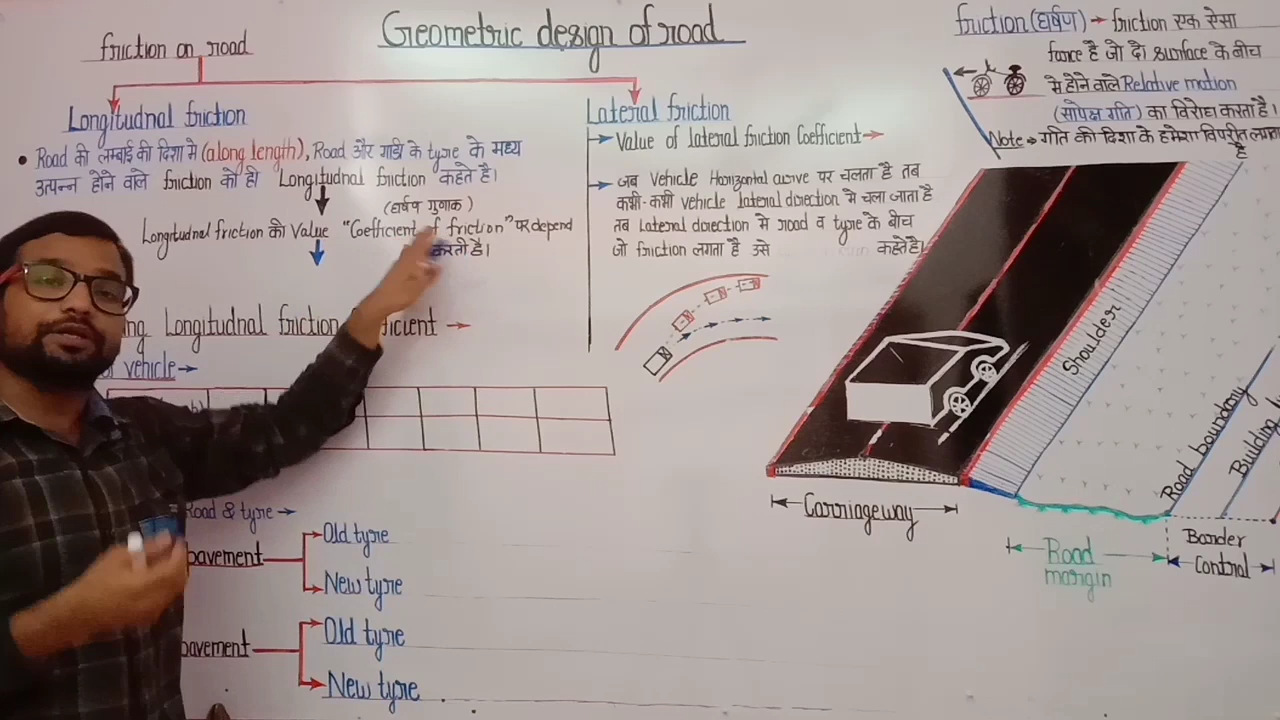 Geometric design of road
friction on road
Longitudnal friction
• Road की लम्बाई की दिशा मे (along length), Road और गाडी के tyre के मध्य
उत्पन्न होने वाले friction को ही Longitudnal friction कहते है।
(घर्षण गुणाक)
Longitudnal friction की Value "Coefficient of friction" पर depend
करती है।
ng Longitudnal friction icient →
vehicle →
Road & tyre →
pavement
Old tyre
New tyre
pavement
Old tyre
New tyre
Lateral friction
→ Value of lateral friction Coefficient →
→ जब Vehicle Horizontal curve पर चलता है तब
कभी-कभी vehicle lateral direction मे चला जाता है
तब lateral direction मे road व tyre के बीच
जो friction लगता है उसे कहते है।
friction (घर्षण) → friction एक ऐसा
force है जो दो surface के बीच
मे होने वाले Relative motion
(सापेक्ष गति) का विरोध करता है।
Note → गति की दिशा के हमेशा विपरीत लगता
है
Shoulder
Road boundary
Building
Carriageway
Road
margin
Border
Control